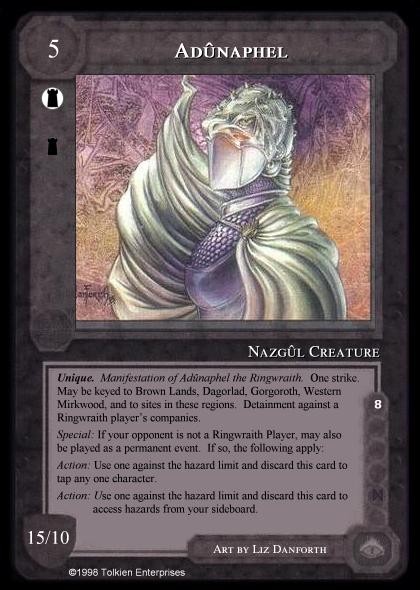 5
ADÛNAPHEL
NAZGÛL CREATURE
Unique. Manifestation of Adûnaphel the Ringwraith. One strike.
May be keyed to Brown Lands, Dagorlad, Gorgoroth, Western
Mirkwood, and to sites in these regions. Detainment against a
Ringwraith player's companies.
8
Special: If your opponent is not a Ringwraith Player, may also
be played as a permanent event. If so, the following apply:
Action: Use one against the hazard limit and discard this card to
tap any one character.
Action: Use one against the hazard limit and discard this card to
access hazards from your sideboard.
15/10
ART BY LIZ DANFORTH
©1998 Tolkien Enterprises